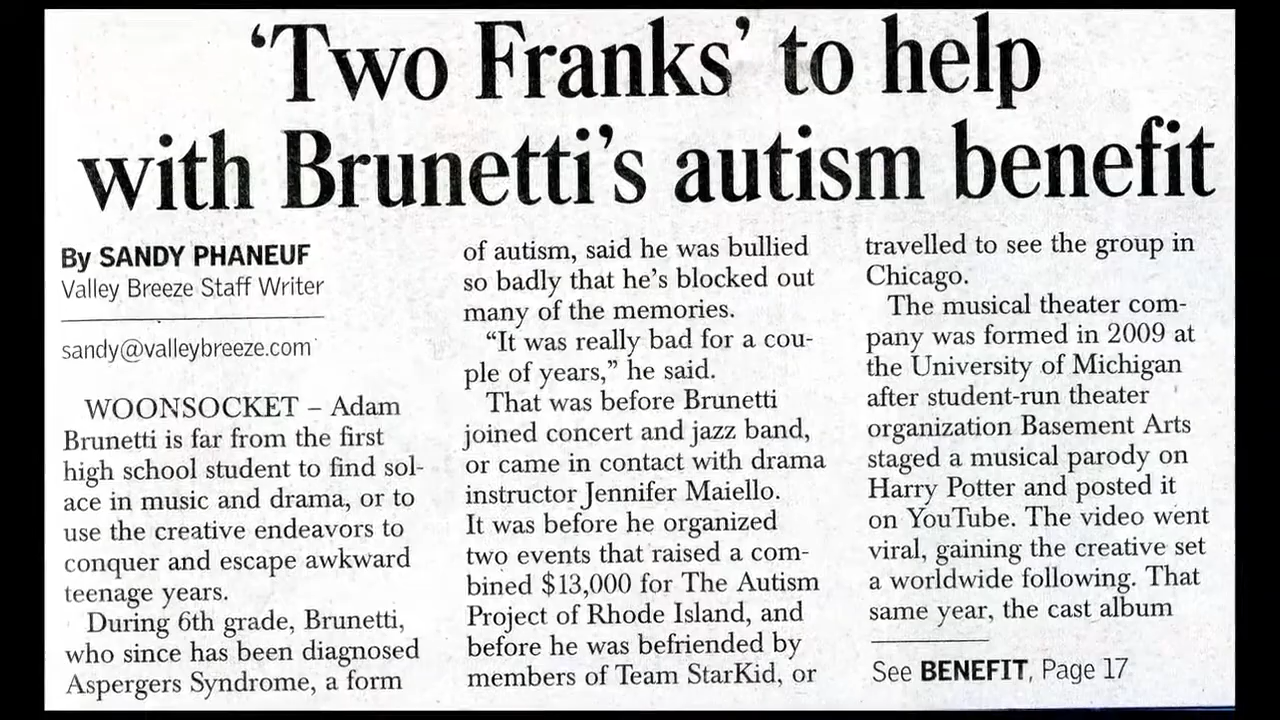 ‘Two Franks’ to help
with Brunetti’s autism benefit
By SANDY PHANEUF
Valley Breeze Staff Writer
sandy@valleybreeze.com
WOONSOCKET – Adam
Brunetti is far from the first
high school student to find sol-
ace in music and drama, or to
use the creative endeavors to
conquer and escape awkward
teenage years.
During 6th grade, Brunetti,
who since has been diagnosed
Aspergers Syndrome, a form
of autism, said he was bullied
so badly that he’s blocked out
many of the memories.
“It was really bad for a cou-
ple of years,” he said.
That was before Brunetti
joined concert and jazz band,
or came in contact with drama
instructor Jennifer Maiello.
It was before he organized
two events that raised a com-
bined $13,000 for The Autism
Project of Rhode Island, and
before he was befriended by
members of Team StarKid, or
travelled to see the group in
Chicago.
The musical theater com-
pany was formed in 2009 at
the University of Michigan
after student-run theater
organization Basement Arts
staged a musical parody on
Harry Potter and posted it
on YouTube. The video went
viral, gaining the creative set
a worldwide following. That
same year, the cast album
See BENEFIT, Page 17